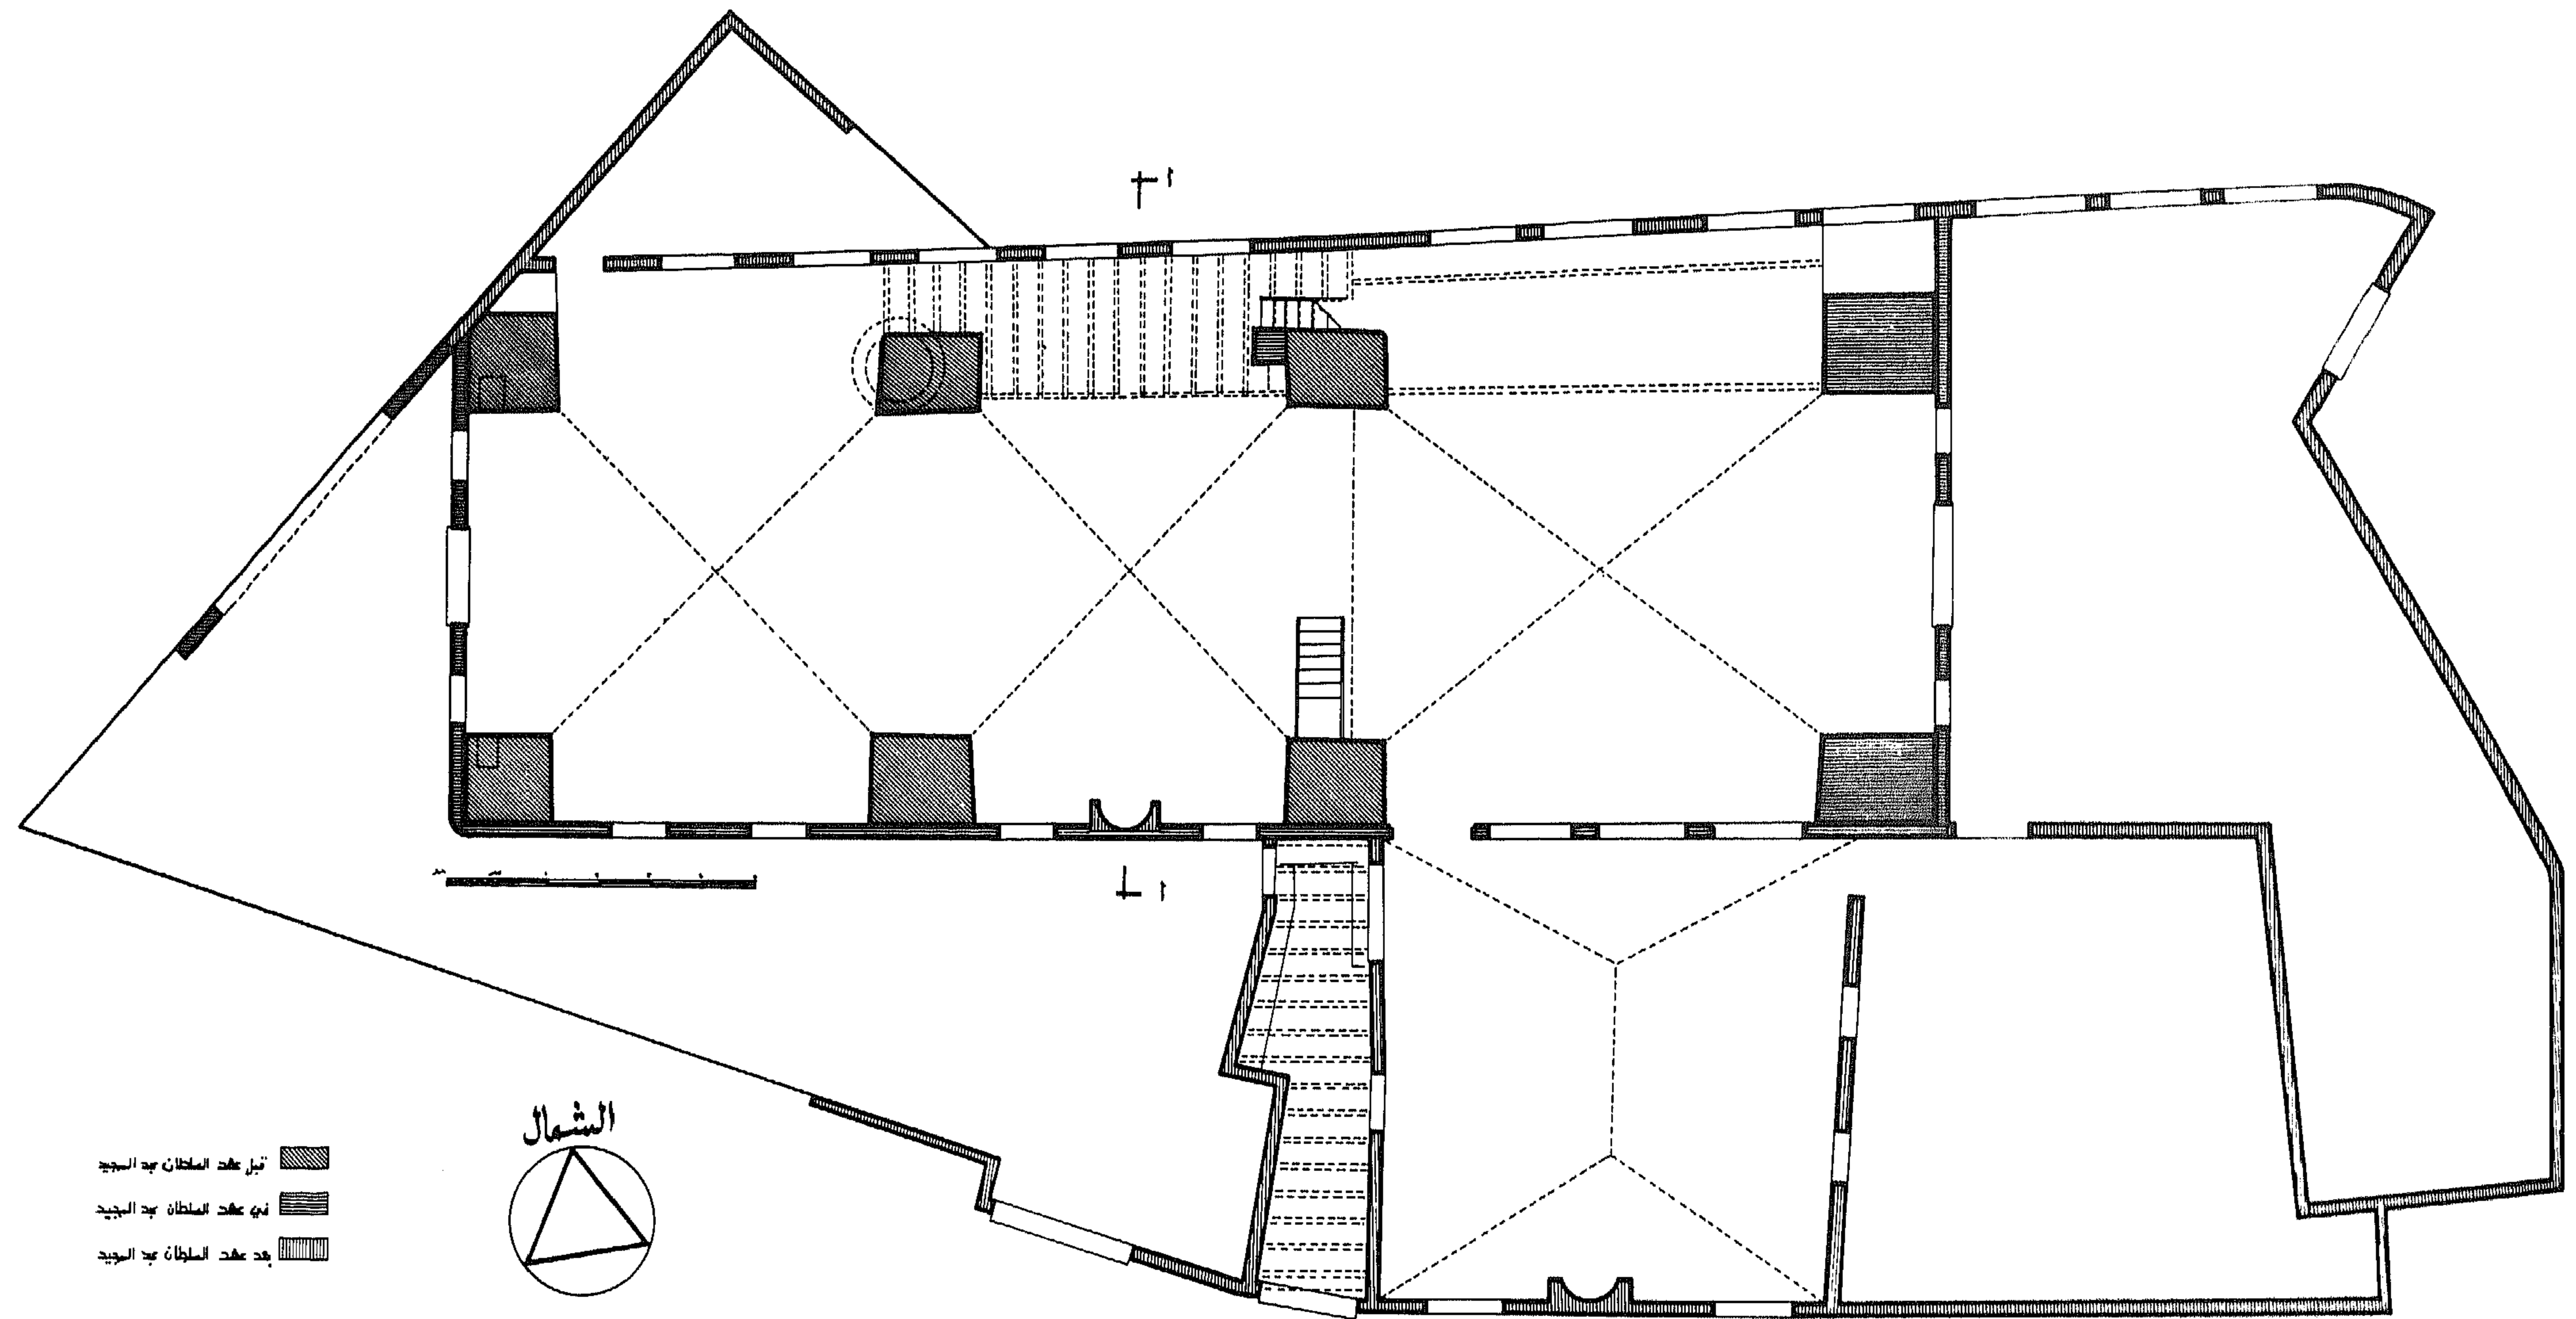 أ
أ
الشمال
قبل عهد السلطان عبد المجيد
في عهد السلطان عبد المجيد
بعد عهد السلطان عبد المجيد